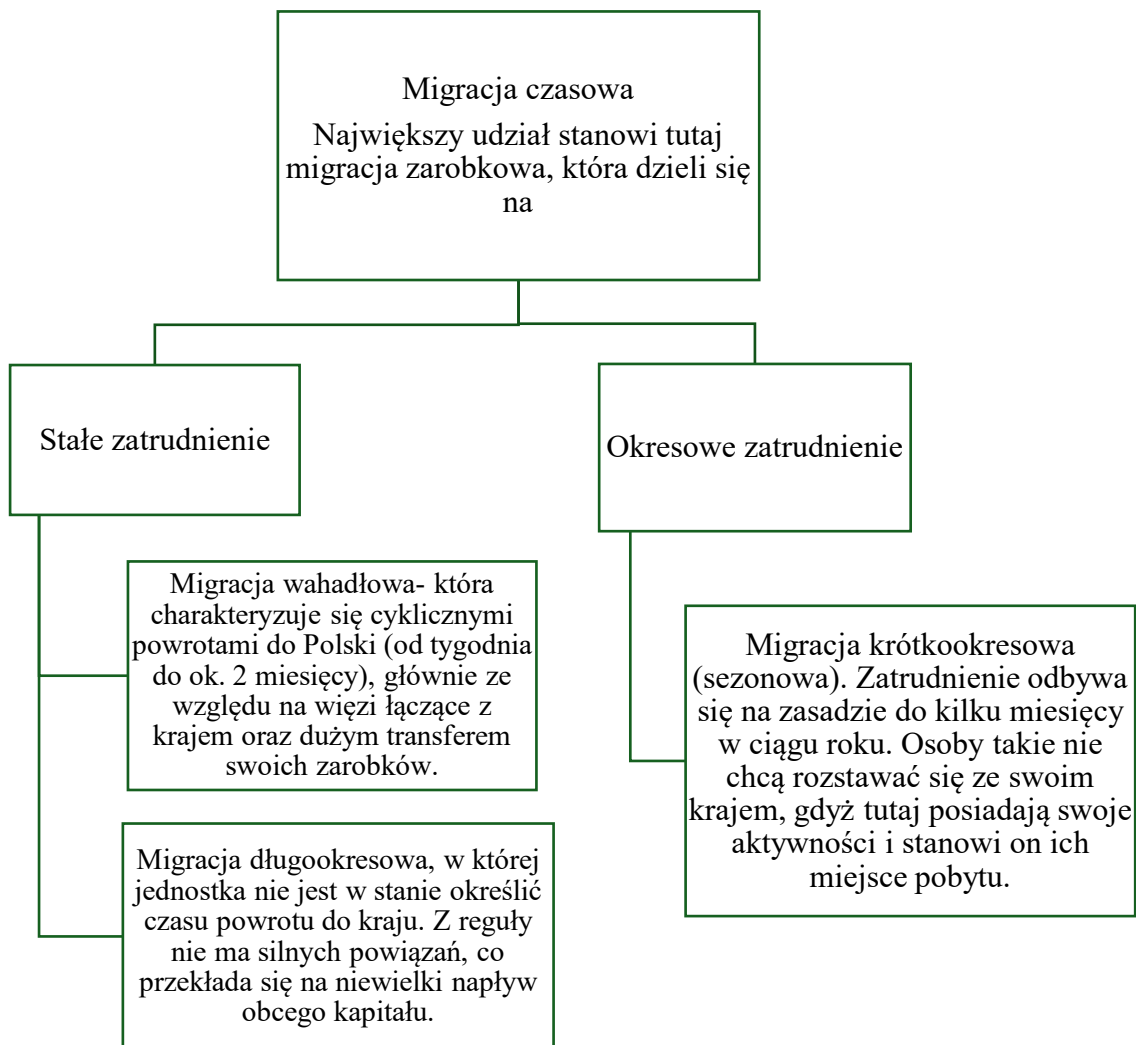 Migracja czasowa
Największy udział stanowi tutaj
migracja zarobkowa, która dzieli się
na
Stałe zatrudnienie
Migracja wahadłowa- która
charakteryzuje się cyklicznymi
powrotami do Polski (od tygodnia
do ok. 2 miesięcy), głównie ze
względu na więzi łączące z
krajem oraz dużym transferem
swoich zarobków.
Migracja długookresowa, w której
jednostka nie jest w stanie określić
czasu powrotu do kraju. Z reguły
nie ma silnych powiązań, co
przekłada się na niewielki napływ
obcego kapitału.
Okresowe zatrudnienie
Migracja krótkookresowa
(sezonowa). Zatrudnienie odbywa
się na zasadzie do kilku miesięcy
w ciągu roku. Osoby takie nie
chcą rozstawać się ze swoim
krajem, gdyż tutaj posiadają swoje
aktywności i stanowi on ich
miejsce pobytu.